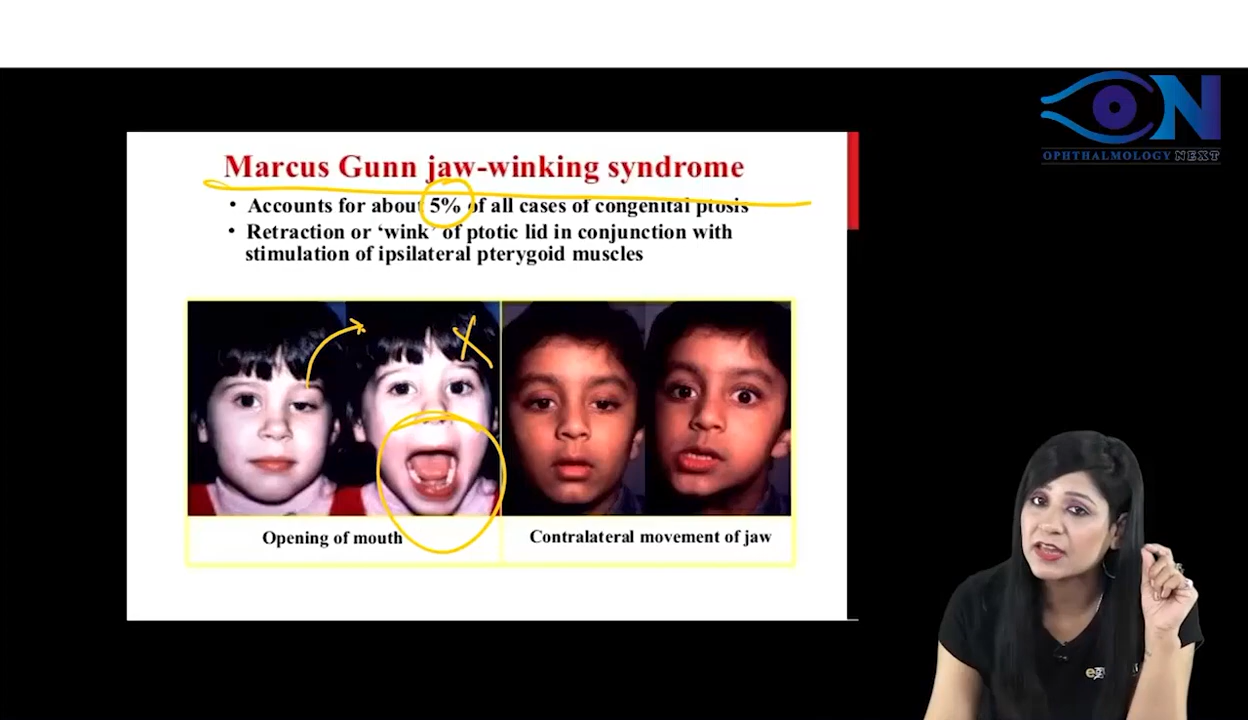 ON
OPHTHALMOLOGY NEXT
Marcus Gunn jaw-winking syndrome
• Accounts for about 5% of all cases of congenital ptosis
• Retraction or ‘wink’ of ptotic lid in conjunction with
stimulation of ipsilateral pterygoid muscles
Opening of mouth
Contralateral movement of jaw